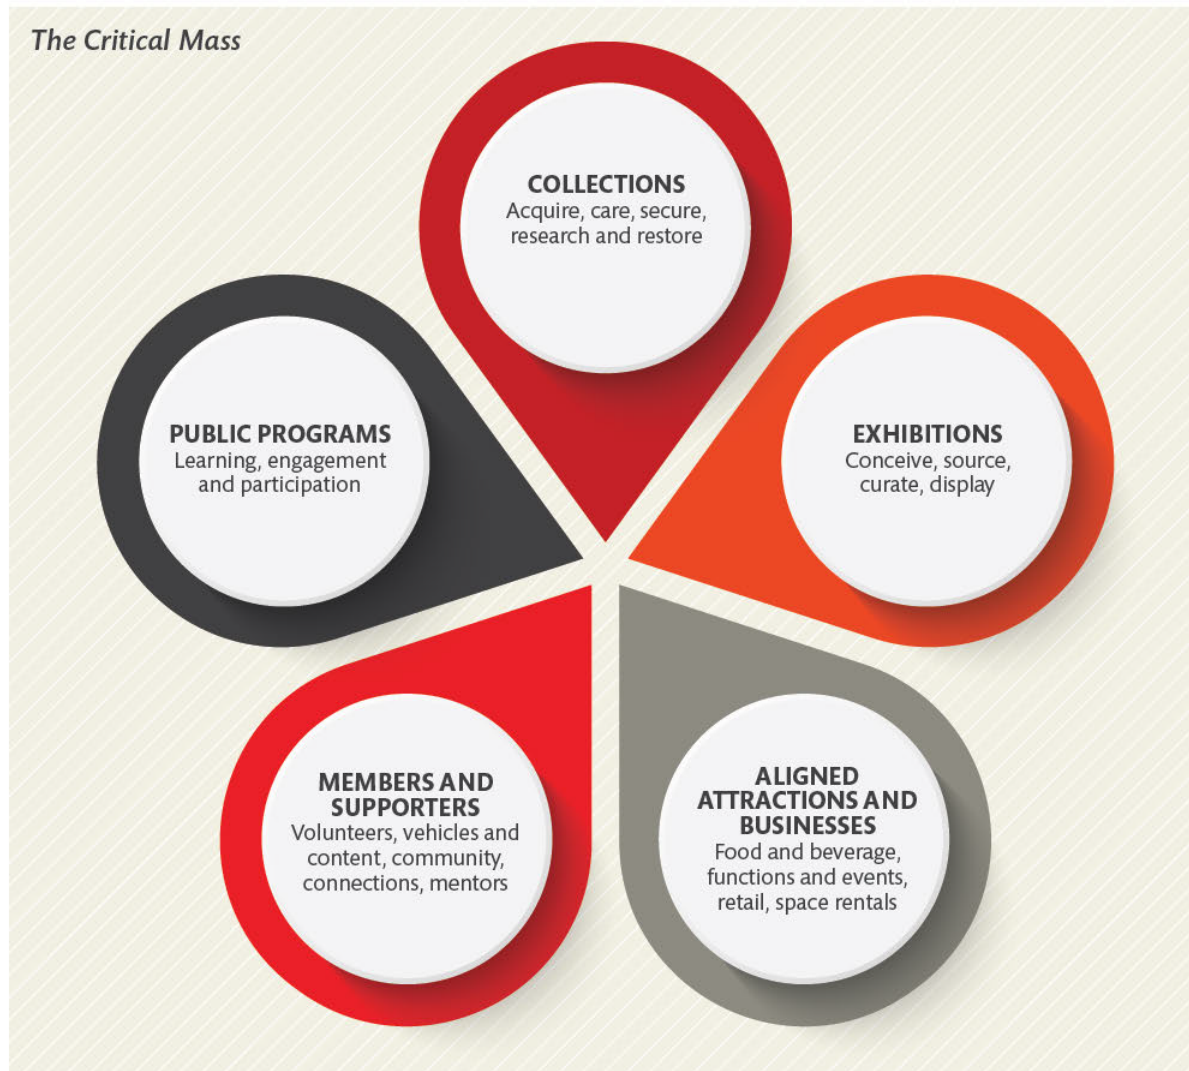 The Critical Mass
COLLECTIONS
Acquire, care, secure,
research and restore
EXHIBITIONS
Conceive, source,
curate, display
ALIGNED
ATTRACTIONS AND
BUSINESSES
Food and beverage,
functions and events,
retail, space rentals
MEMBERS AND
SUPPORTERS
Volunteers, vehicles and
content, community,
connections, mentors
PUBLIC PROGRAMS
Learning, engagement
and participation